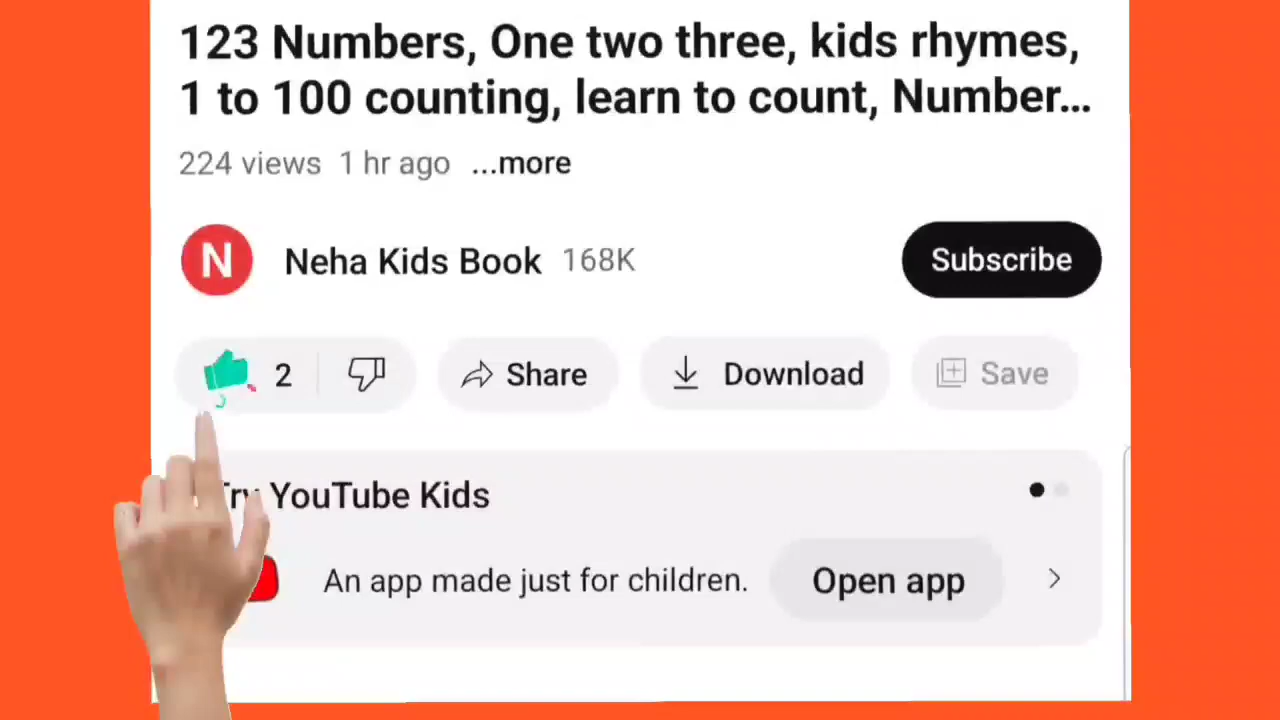 123 Numbers, One two three, kids rhymes,
1 to 100 counting, learn to count, Number...
224 views 1 hr ago ...more
N Neha Kids Book 168K Subscribe
2 Share Download Save
Try YouTube Kids
An app made just for children. Open app